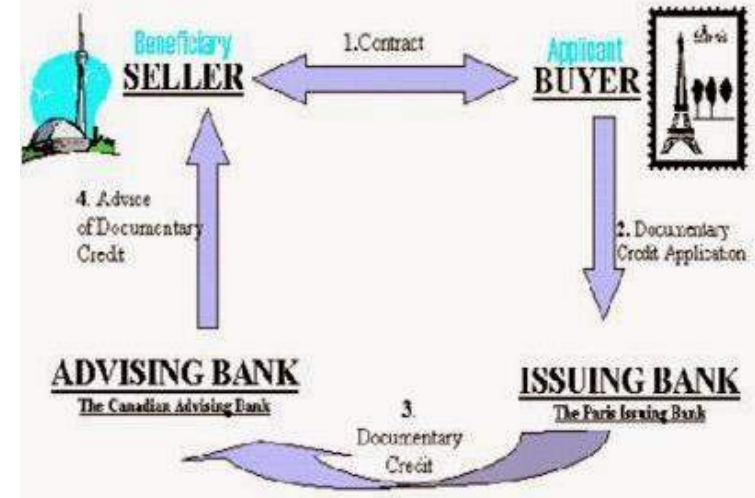 Beneficiary
SELLER
1.Contract
Applicant
BUYER
4. Advice
of Documentary
Credit
2. Documentary
Credit Application
ADVISING BANK
The Canadian Advising Bank
ISSUING BANK
The Paris Issuing Bank
3.
Documentary
Credit